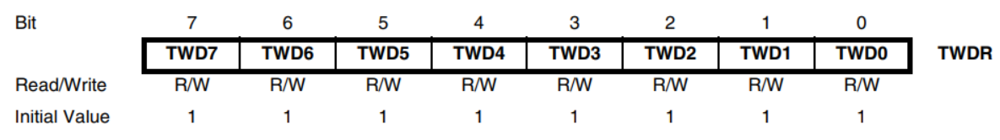 Bit 7 6 5 4 3 2 1 0
TWD7 TWD6 TWD5 TWD4 TWD3 TWD2 TWD1 TWD0 TWDR
Read/Write R/W R/W R/W R/W R/W R/W R/W R/W
Initial Value 1 1 1 1 1 1 1 1